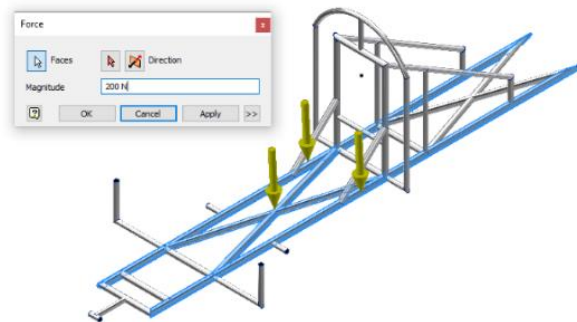 Force
x
Faces
Direction
Magnitude
200 N
?
OK
Cancel
Apply
>>